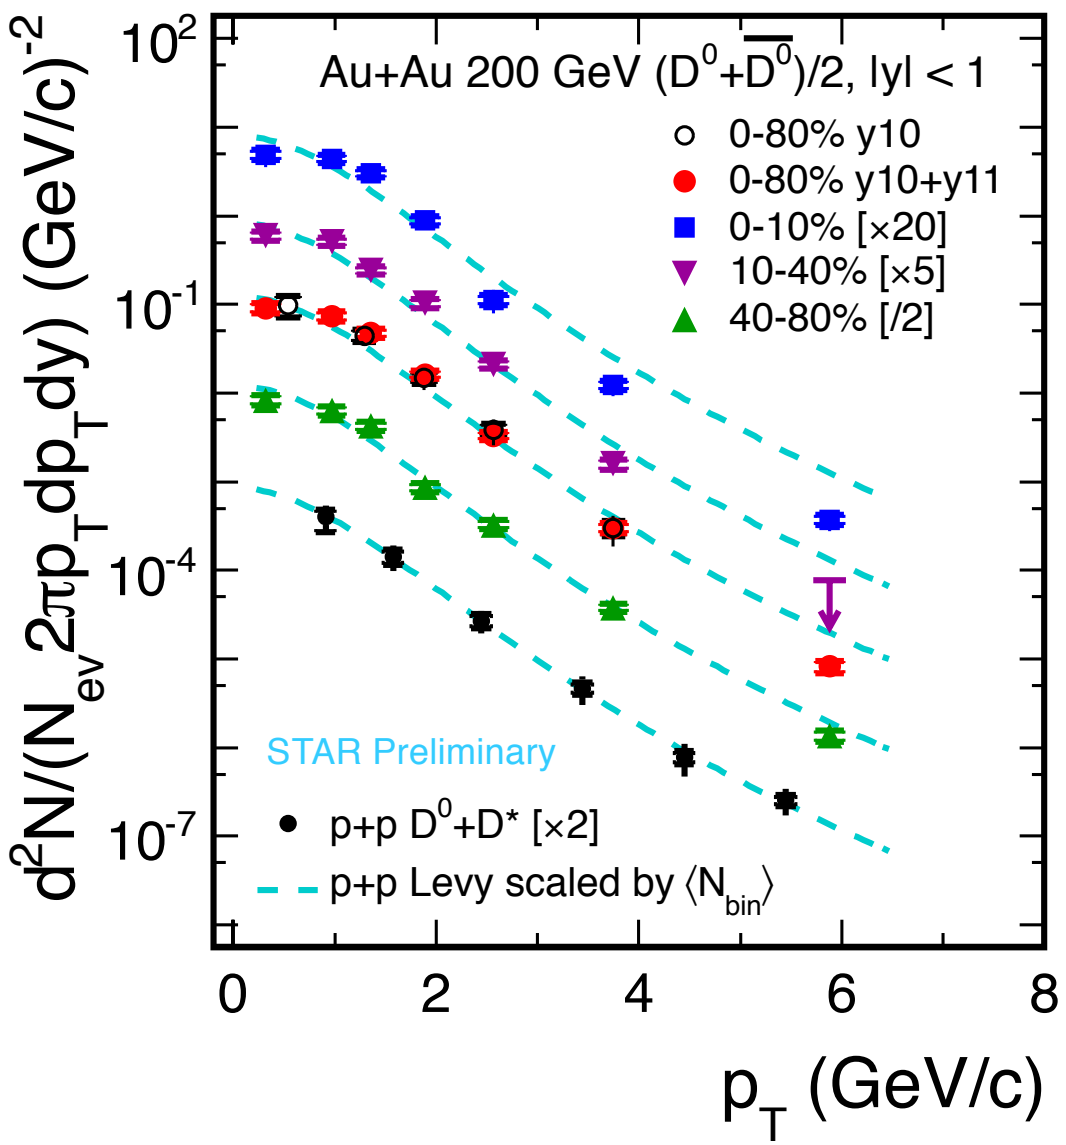 d²N/(N_ev 2πp_T dp_T dy) (GeV/c)⁻²
10²
10⁻¹
10⁻⁴
10⁻⁷
Au+Au 200 GeV (D⁰+D̅⁰)/2, |y| < 1
0-80% y10
0-80% y10+y11
0-10% [×20]
10-40% [×5]
40-80% [/2]
STAR Preliminary
p+p D⁰+D* [×2]
p+p Levy scaled by ⟨N_bin⟩
0 2 4 6 8
p_T (GeV/c)